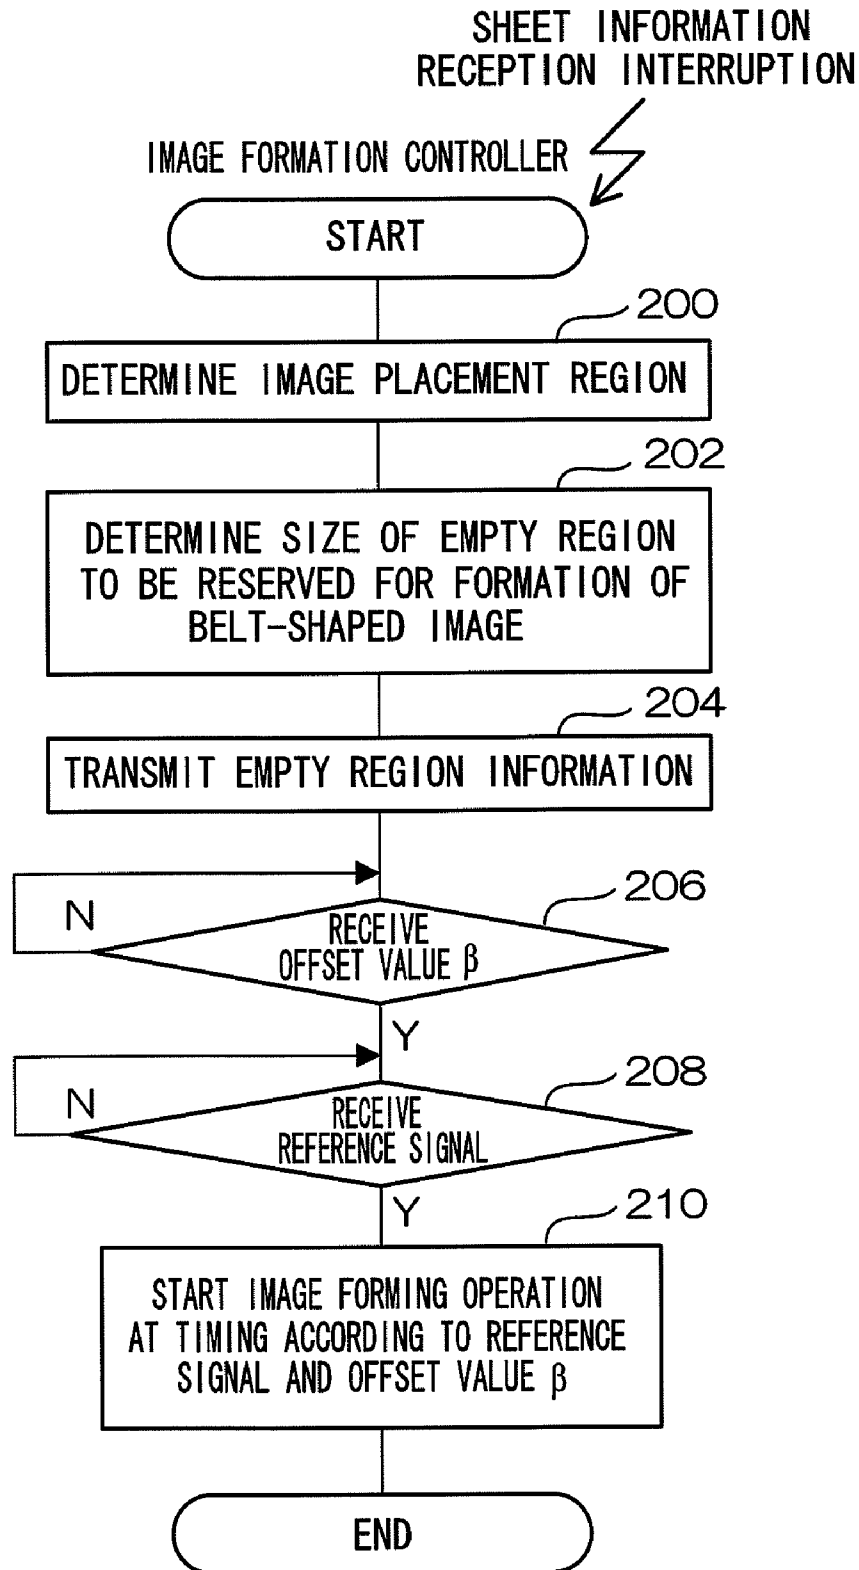 SHEET INFORMATION
RECEPTION INTERRUPTION
IMAGE FORMATION CONTROLLER
START
200
DETERMINE IMAGE PLACEMENT REGION
202
DETERMINE SIZE OF EMPTY REGION
TO BE RESERVED FOR FORMATION OF
BELT-SHAPED IMAGE
204
TRANSMIT EMPTY REGION INFORMATION
206
N
RECEIVE
OFFSET VALUE β
Y
208
N
RECEIVE
REFERENCE SIGNAL
Y
210
START IMAGE FORMING OPERATION
AT TIMING ACCORDING TO REFERENCE
SIGNAL AND OFFSET VALUE β
END